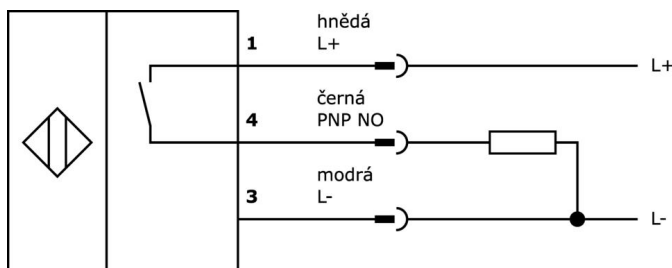 hnědá
1 L+
L+
černá
4 PNP NO
modrá
3 L-
L-